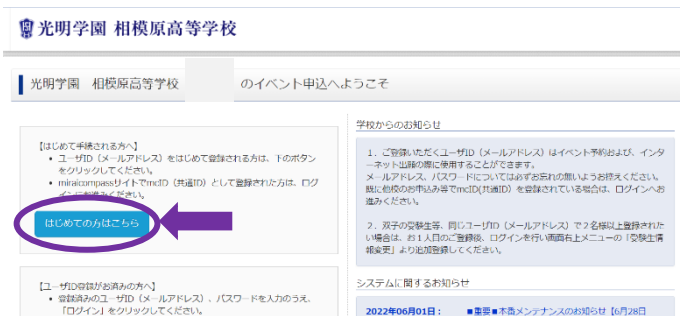 光明学園 相模原高等学校
光明学園 相模原高等学校 のイベント申込へようこそ
【はじめて手続される方へ】
• ユーザID（メールアドレス）をはじめて登録される方は、下のボタン
をクリックしてください。
• miraicompassサイトでmcID（共通ID）として登録された方は、ログ
インにお進みください。
はじめての方はこちら
【ユーザID登録がお済みの方へ】
• 登録済みのユーザID（メールアドレス）、パスワードを入力のうえ、
「ログイン」をクリックしてください。
学校からのお知らせ
1．ご登録いただくユーザID（メールアドレス）はイベント予約および、インタ
ーネット出願の際に使用することができます。
メールアドレス、パスワードについては必ずお忘れの無いようお控えください。
既に他校のお申込み等でmcID(共通ID）を登録されている場合は、ログインへお
進みください。
2．双子の受験生等、同じユーザID（メールアドレス）で2名様以上登録された
い場合は、お1人目のご登録後、ログインを行い画面右上メニューの「受験生情
報変更」より追加登録してください。
システムに関するお知らせ
2022年06月01日： ■重要■本番メンテナンスのお知らせ【6月28日